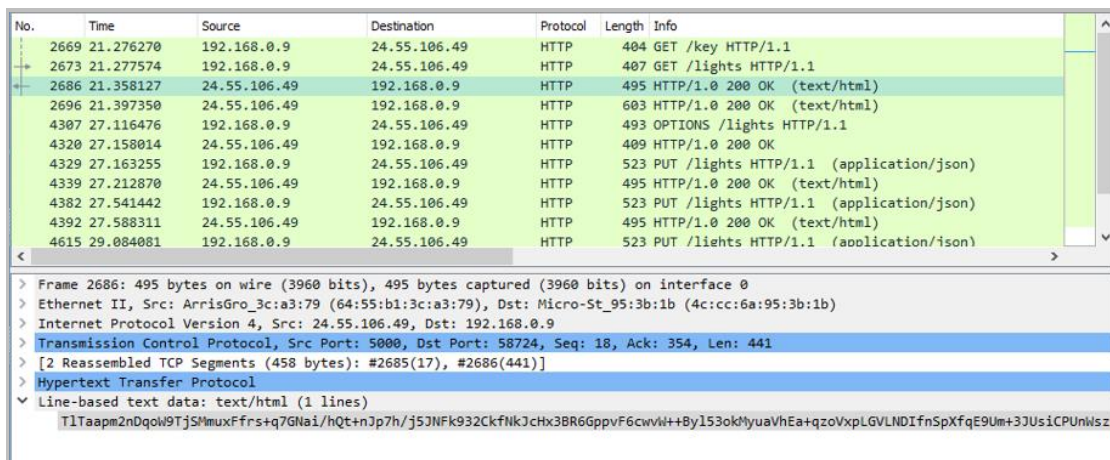 No. Time Source Destination Protocol Length Info
2669 21.276270 192.168.0.9 24.55.106.49 HTTP 404 GET /key HTTP/1.1
2673 21.277574 192.168.0.9 24.55.106.49 HTTP 407 GET /lights HTTP/1.1
2686 21.358127 24.55.106.49 192.168.0.9 HTTP 495 HTTP/1.0 200 OK (text/html)
2696 21.397350 24.55.106.49 192.168.0.9 HTTP 603 HTTP/1.0 200 OK (text/html)
4307 27.116476 192.168.0.9 24.55.106.49 HTTP 493 OPTIONS /lights HTTP/1.1
4320 27.158014 24.55.106.49 192.168.0.9 HTTP 409 HTTP/1.0 200 OK
4329 27.163255 192.168.0.9 24.55.106.49 HTTP 523 PUT /lights HTTP/1.1 (application/json)
4339 27.212870 24.55.106.49 192.168.0.9 HTTP 495 HTTP/1.0 200 OK (text/html)
4382 27.541442 192.168.0.9 24.55.106.49 HTTP 523 PUT /lights HTTP/1.1 (application/json)
4392 27.588311 24.55.106.49 192.168.0.9 HTTP 495 HTTP/1.0 200 OK (text/html)
4615 29.084081 192.168.0.9 24.55.106.49 HTTP 523 PUT /lights HTTP/1.1 (application/json)
Frame 2686: 495 bytes on wire (3960 bits), 495 bytes captured (3960 bits) on interface 0
Ethernet II, Src: ArrisGro_3c:a3:79 (64:55:b1:3c:a3:79), Dst: Micro-St_95:3b:1b (4c:cc:6a:95:3b:1b)
Internet Protocol Version 4, Src: 24.55.106.49, Dst: 192.168.0.9
Transmission Control Protocol, Src Port: 5000, Dst Port: 58724, Seq: 18, Ack: 354, Len: 441
[2 Reassembled TCP Segments (458 bytes): #2685(17), #2686(441)]
Hypertext Transfer Protocol
Line-based text data: text/html (1 lines)
TlTaapm2nDqoW9TjSMmuxFfrs+q7GNai/hQt+nJp7h/j5JNFk932CkfNkJcHx3BR6GppvF6cwvW++Byl53okMyuaVhEa+qzoVxpLGVLNDIfnSpXfqE9Um+3JUsiCPUnWsz